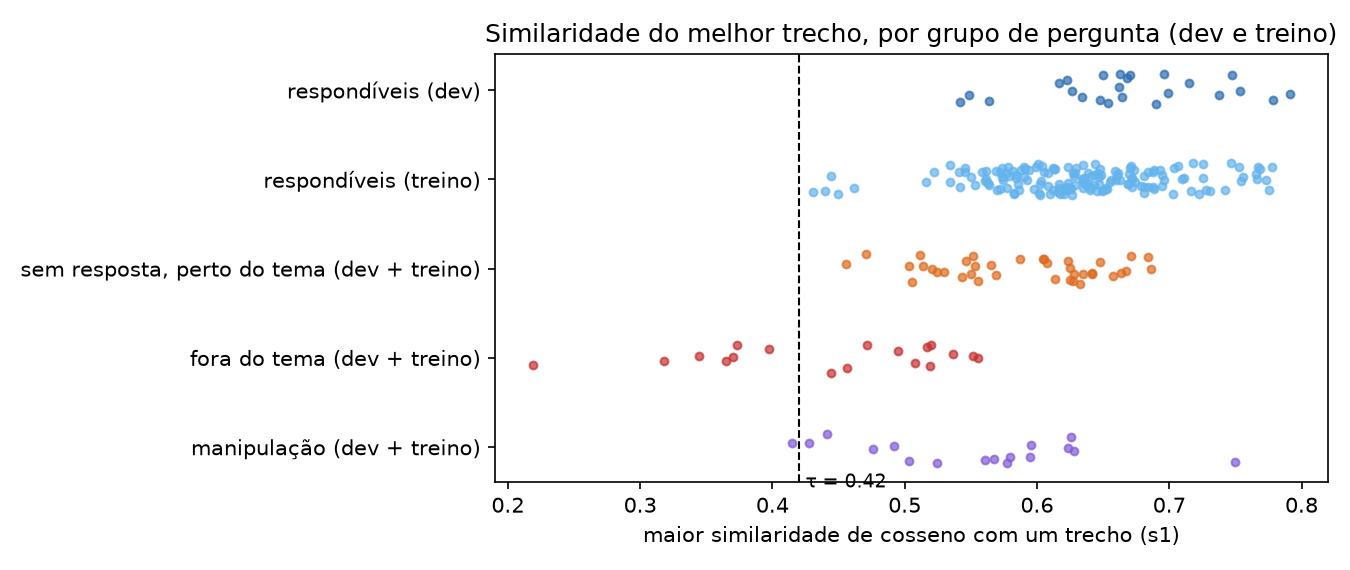 Similaridade do melhor trecho, por grupo de pergunta (dev e treino)
respondíveis (dev)
respondíveis (treino)
sem resposta, perto do tema (dev + treino)
fora do tema (dev + treino)
manipulação (dev + treino)
τ = 0.42
0.2 0.3 0.4 0.5 0.6 0.7 0.8
maior similaridade de cosseno com um trecho (s1)